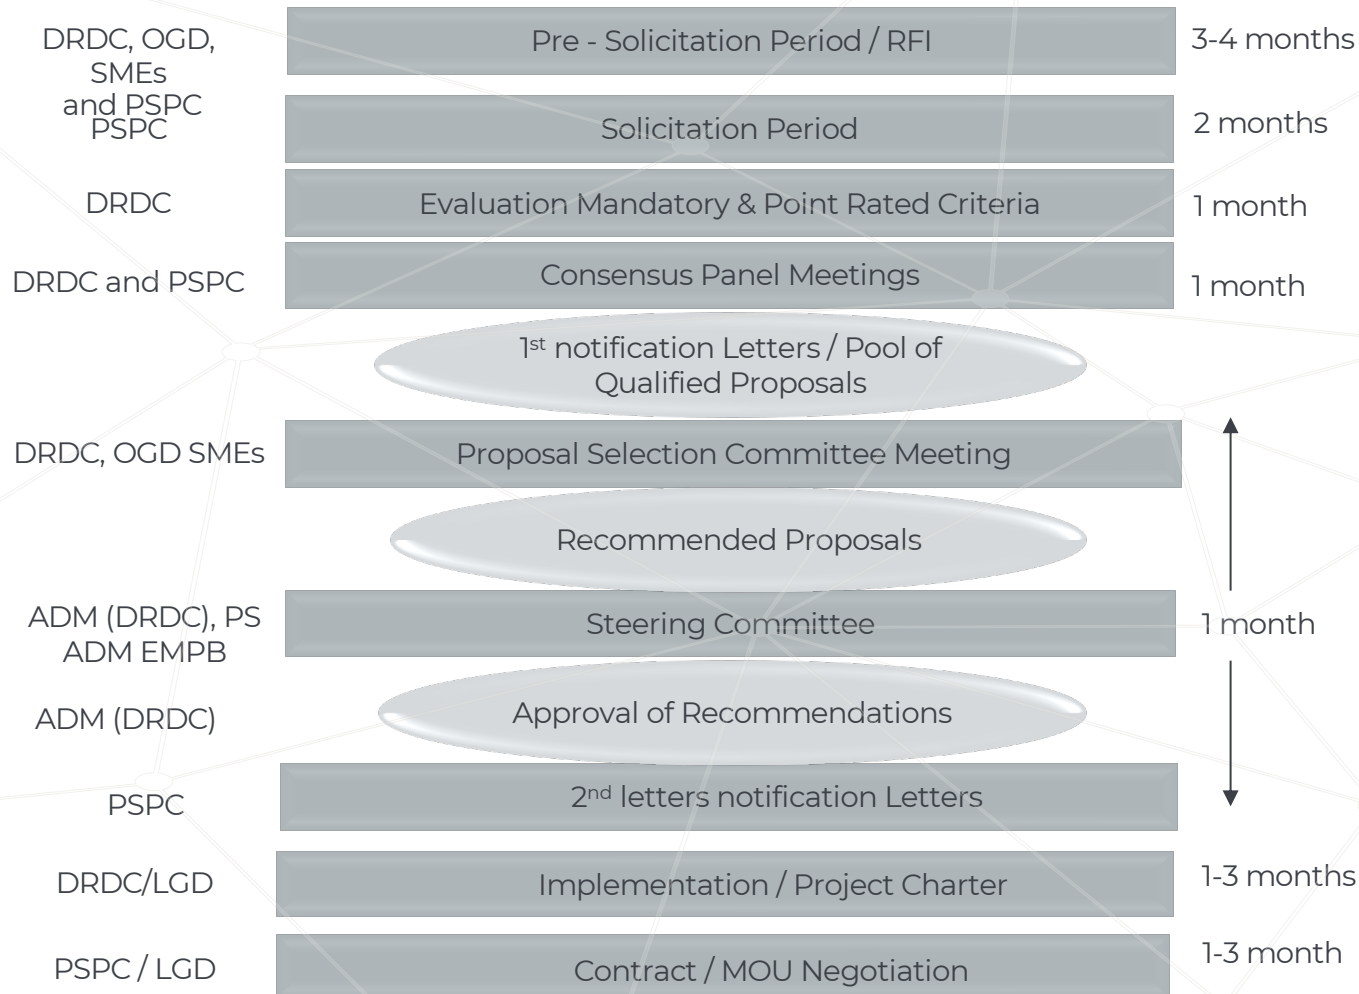 DRDC, OGD,
SMEs
and PSPC
Pre - Solicitation Period / RFI
3-4 months
PSPC
Solicitation Period
2 months
DRDC
Evaluation Mandatory & Point Rated Criteria
1 month
DRDC and PSPC
Consensus Panel Meetings
1 month
1st notification Letters / Pool of
Qualified Proposals
DRDC, OGD SMEs
Proposal Selection Committee Meeting
Recommended Proposals
ADM (DRDC), PS
ADM EMPB
Steering Committee
1 month
ADM (DRDC)
Approval of Recommendations
PSPC
2nd letters notification Letters
DRDC/LGD
Implementation / Project Charter
1-3 months
PSPC / LGD
Contract / MOU Negotiation
1-3 month